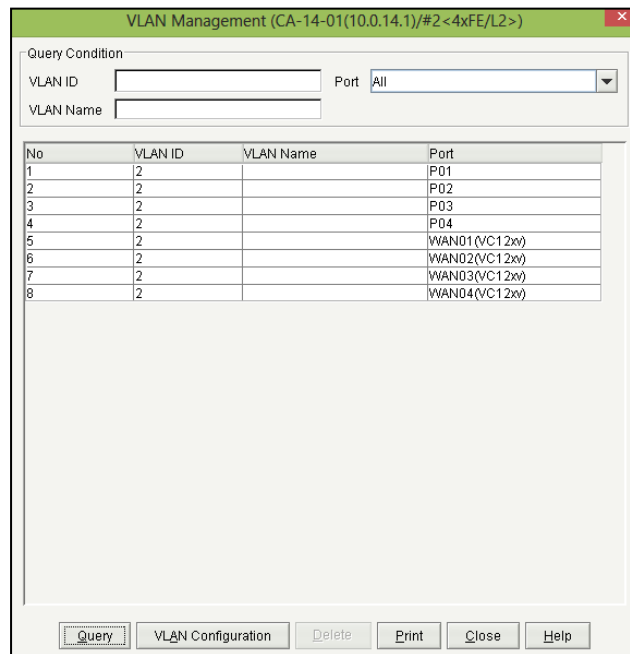 VLAN Management (CA-14-01(10.0.14.1)/#2<4xFE/L2>)
Query Condition
VLAN ID Port All
VLAN Name
No VLAN ID VLAN Name Port
1 2 P01
2 2 P02
3 2 P03
4 2 P04
5 2 WAN01(VC12xv)
6 2 WAN02(VC12xv)
7 2 WAN03(VC12xv)
8 2 WAN04(VC12xv)
Query VLAN Configuration Delete Print Close Help